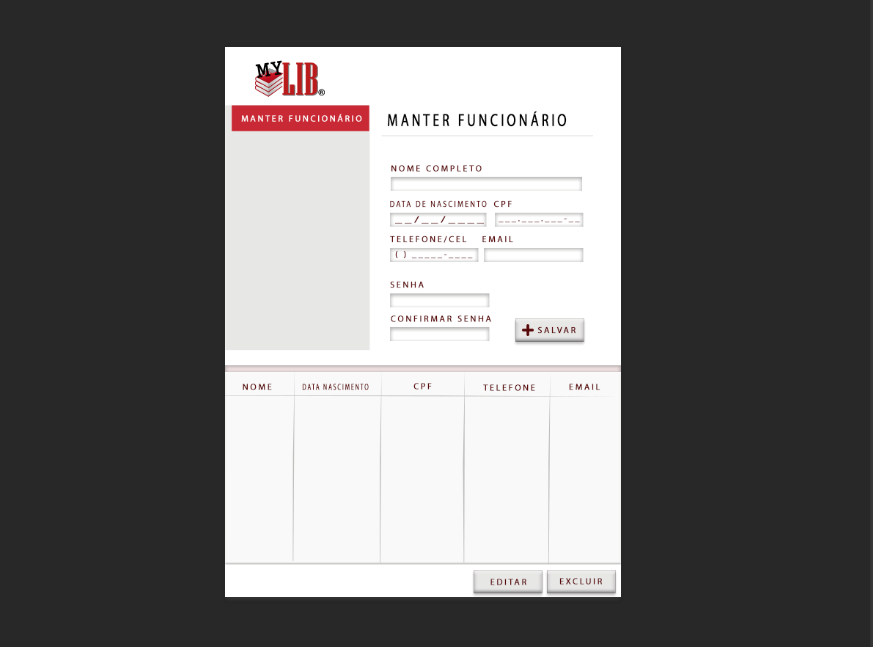 MY LIB®
MANTER FUNCIONÁRIO
MANTER FUNCIONÁRIO
NOME COMPLETO
DATA DE NASCIMENTO CPF
__/__/____ ___.___.___-__
TELEFONE/CEL EMAIL
( ) _____-____
SENHA
CONFIRMAR SENHA
+ SALVAR
NOME DATA NASCIMENTO CPF TELEFONE EMAIL
EDITAR EXCLUIR